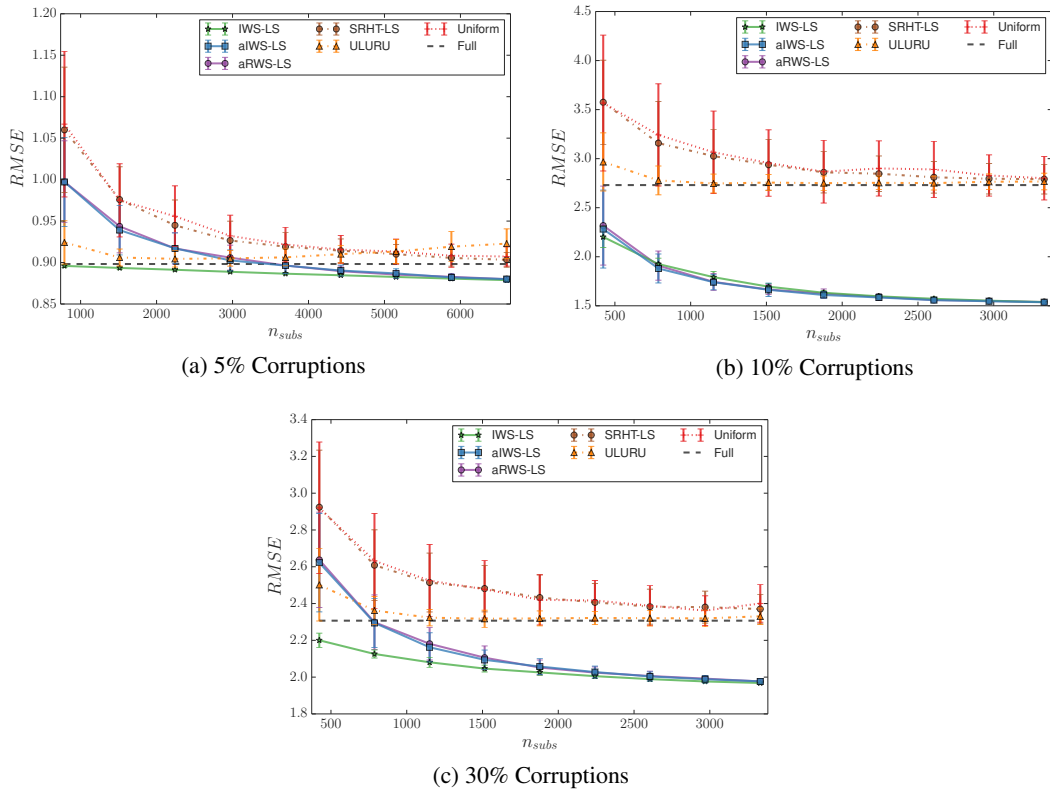 IWS-LS
aIWS-LS
aRWS-LS
SRHT-LS
ULURU
Uniform
Full
1.20
1.15
1.10
1.05
1.00
0.95
0.90
0.85
RMSE
1000 2000 3000 4000 5000 6000
n_subs
(a) 5% Corruptions
IWS-LS
aIWS-LS
aRWS-LS
SRHT-LS
ULURU
Uniform
Full
4.5
4.0
3.5
3.0
2.5
2.0
1.5
RMSE
500 1000 1500 2000 2500 3000
n_subs
(b) 10% Corruptions
IWS-LS
aIWS-LS
aRWS-LS
SRHT-LS
ULURU
Uniform
Full
3.4
3.2
3.0
2.8
2.6
2.4
2.2
2.0
1.8
RMSE
500 1000 1500 2000 2500 3000
n_subs
(c) 30% Corruptions